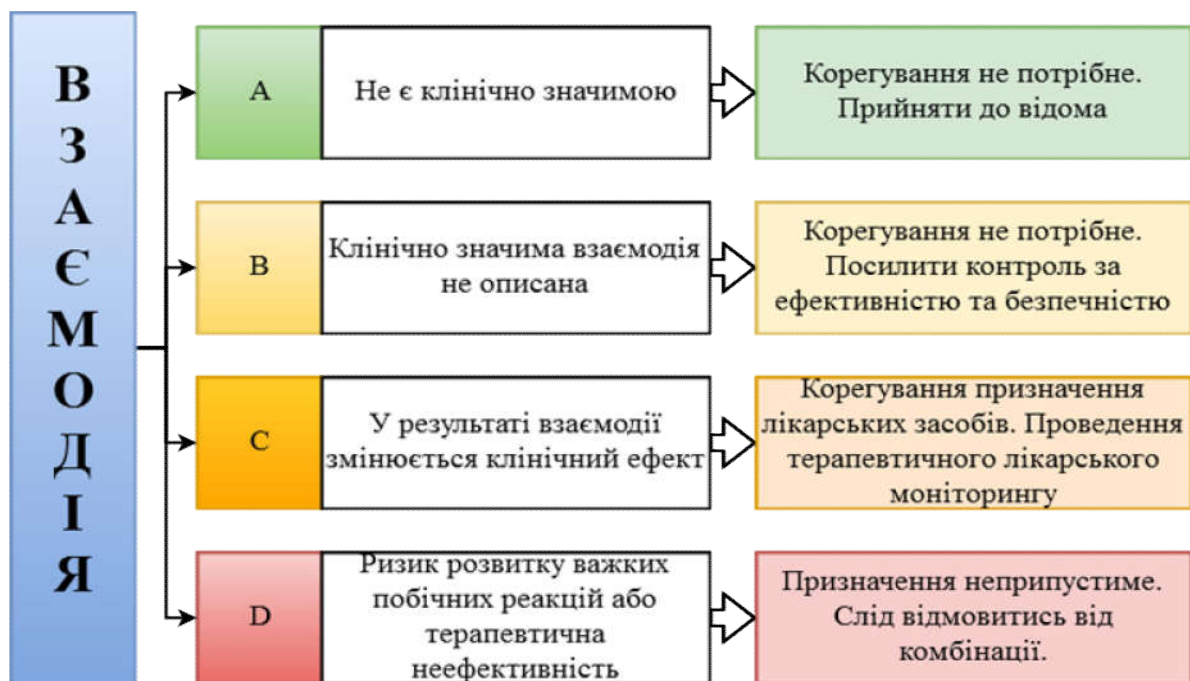 ВЗАЄМОДІЯ
A
Не є клінічно значимою
Корегування не потрібне.
Прийняти до відома
B
Клінічно значима взаємодія
не описана
Корегування не потрібне.
Посилити контроль за
ефективністю та безпечністю
C
У результаті взаємодії
змінюється клінічний ефект
Корегування призначення
лікарських засобів. Проведення
терапевтичного лікарського
моніторингу
D
Ризик розвитку важких
побічних реакцій або
терапевтична
неефективність
Призначення неприпустиме.
Слід відмовитись від
комбінації.